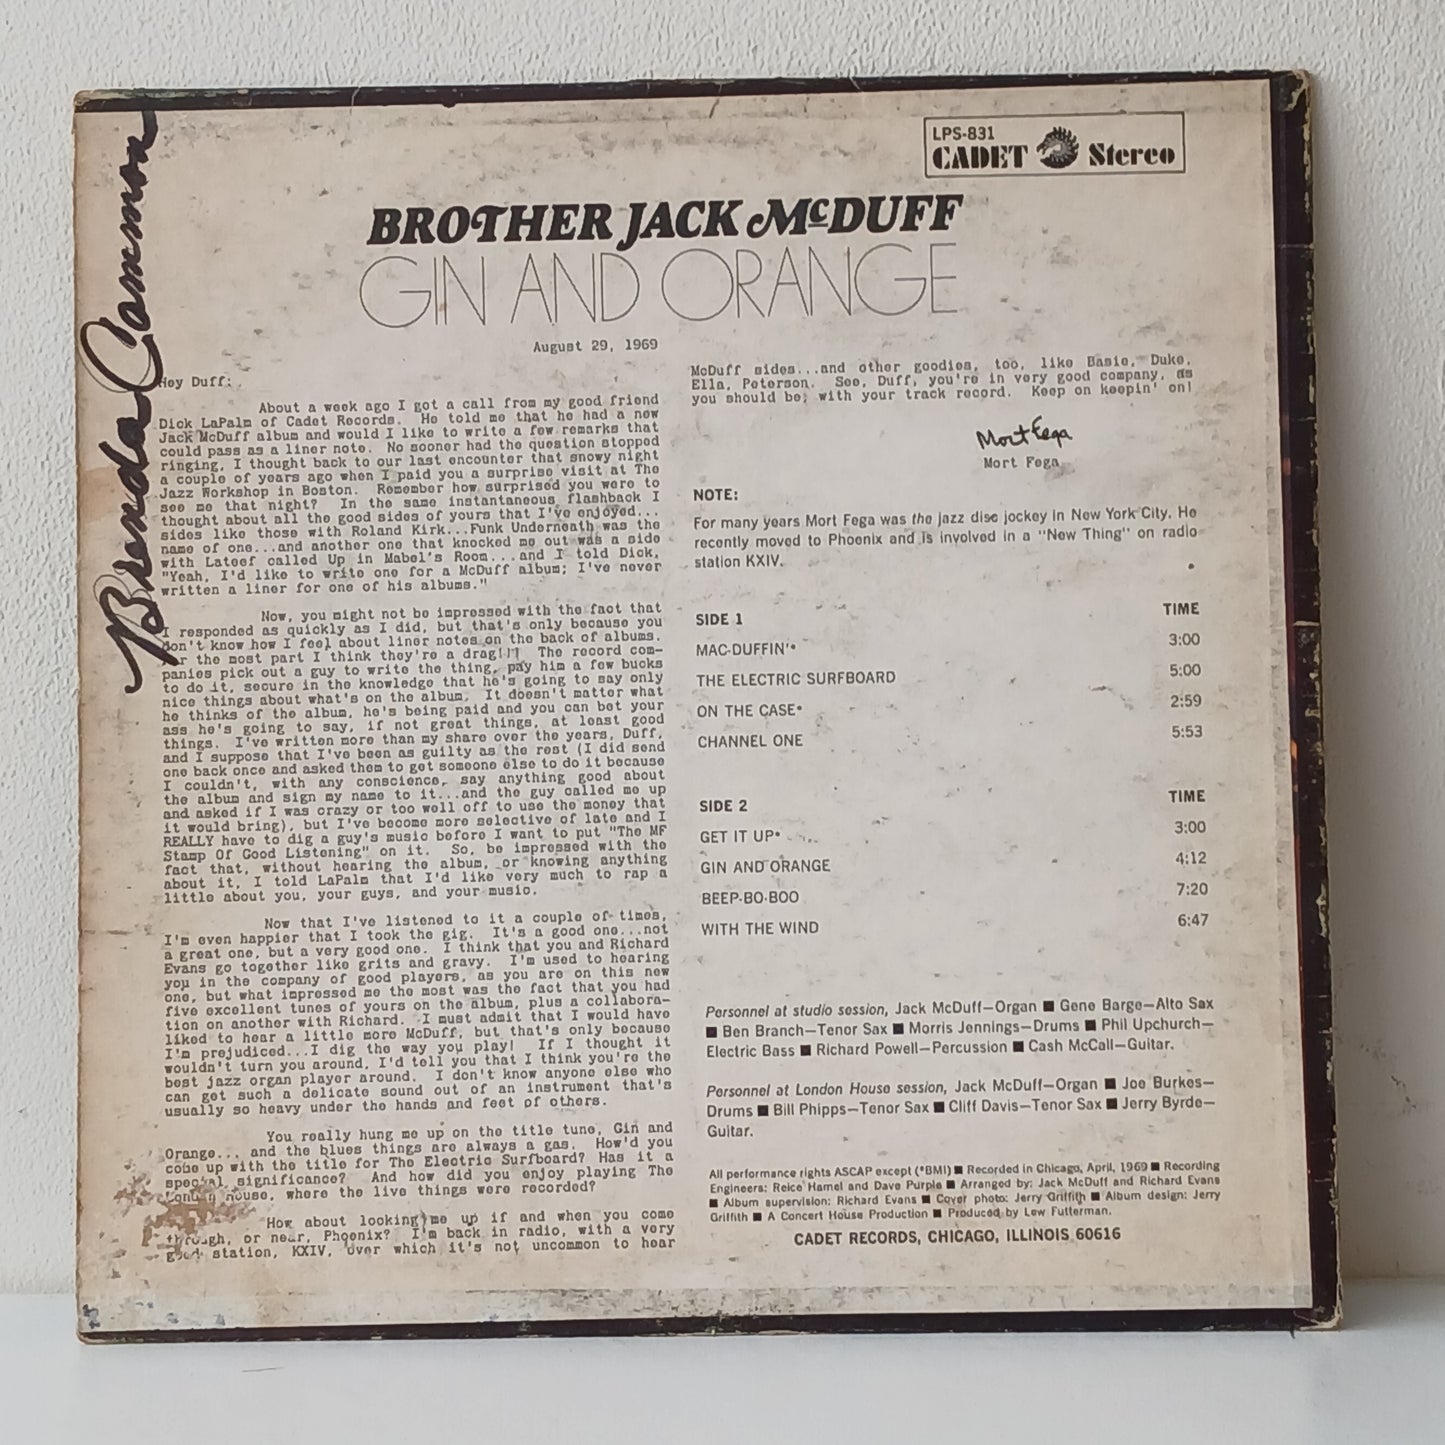 Brenda Cammon
LPS-831
CADET Stereo
BROTHER JACK McDUFF
GIN AND ORANGE
August 29, 1969
Hey Duff:
About a week ago I got a call from my good friend
Dick LaPalm of Cadet Records. He told me that he had a new
Jack McDuff album and would I like to write a few remarks that
could pass as a liner note. No sooner had the question stopped
ringing, I thought back to our last encounter that snowy night
a couple of years ago when I paid you a surprise visit at The
Jazz Workshop in Boston. Remember how surprised you were to
see me that night? In the same instantaneous flashback I
thought about all the good sides of yours that I've enjoyed...
sides like those with Roland Kirk...Funk Underneath was the
name of one...and another one that knocked me out was a side
with Lateef called Up in Mabel's Room...and I told Dick,
"Yeah, I'd like to write one for a McDuff album; I've never
written a liner for one of his albums."
Now, you might not be impressed with the fact that
I responded as quickly as I did, but that's only because you
don't know how I feel about liner notes on the back of albums.
For the most part I think they're a drag!!! The record com-
panies pick out a guy to write the thing, pay him a few bucks
to do it, secure in the knowledge that he's going to say only
nice things about what's on the album. It doesn't matter what
he thinks of the album, he's being paid and you can bet your
ass he's going to say, if not great things, at least good
things. I've written more than my share over the years, Duff,
and I suppose that I've been as guilty as the rest (I did send
one back once and asked them to get someone else to do it because
I couldn't, with any conscience, say anything good about
the album and sign my name to it...and the guy called me up
and asked if I was crazy or too well off to use the money that
it would bring), but I've become more selective of late and I
REALLY have to dig a guy's music before I want to put "The MF
Stamp Of Good Listening" on it. So, be impressed with the
fact that, without hearing the album, or knowing anything
about it, I told LaPalm that I'd like very much to rap a
little about you, your guys, and your music.
Now that I've listened to it a couple of times,
I'm even happier that I took the gig. It's a good one...not
a great one, but a very good one. I think that you and Richard
Evans go together like grits and gravy. I'm used to hearing
you in the company of good players, as you are on this new
one, but what impressed me the most was the fact that you had
five excellent tunes of yours on the album, plus a collabora-
tion on another with Richard. I must admit that I would have
liked to hear a little more McDuff, but that's only because
I'm prejudiced...I dig the way you play! If I thought it
wouldn't turn you around, I'd tell you that I think you're the
best jazz organ player around. I don't know anyone else who
can get such a delicate sound out of an instrument that's
usually so heavy under the hands and feet of others.
You really hung me up on the title tune, Gin and
Orange... and the blues things are always a gas. How'd you
come up with the title for The Electric Surfboard? Has it a
special significance? And how did you enjoy playing The
London House, where the live things were recorded?
How about looking me up if and when you come
through, or near, Phoenix? I'm back in radio, with a very
good station, KXIV, over which it's not uncommon to hear
McDuff sides...and other goodies, too, like Basie, Duke,
Ella, Peterson. See, Duff, you're in very good company, as
you should be, with your track record. Keep on keepin' on!
Mort Fega
Mort Fega
NOTE:
For many years Mort Fega was the jazz disc jockey in New York City. He
recently moved to Phoenix and is involved in a "New Thing" on radio
station KXIV.
SIDE 1 TIME
MAC-DUFFIN'* 3:00
THE ELECTRIC SURFBOARD 5:00
ON THE CASE* 2:59
CHANNEL ONE 5:53
SIDE 2 TIME
GET IT UP* 3:00
GIN AND ORANGE 4:12
BEEP-BO-BOO 7:20
WITH THE WIND 6:47
Personnel at studio session, Jack McDuff—Organ ■ Gene Barge—Alto Sax
■ Ben Branch—Tenor Sax ■ Morris Jennings—Drums ■ Phil Upchurch—
Electric Bass ■ Richard Powell—Percussion ■ Cash McCall—Guitar.
Personnel at London House session, Jack McDuff—Organ ■ Joe Burkes—
Drums ■ Bill Phipps—Tenor Sax ■ Cliff Davis—Tenor Sax ■ Jerry Byrde—
Guitar.
All performance rights ASCAP except (*BMI) ■ Recorded in Chicago, April, 1969 ■ Recording
Engineers: Reice Hamel and Dave Purple ■ Arranged by: Jack McDuff and Richard Evans
■ Album supervision: Richard Evans ■ Cover photo: Jerry Griffith ■ Album design: Jerry
Griffith ■ A Concert House Production ■ Produced by Lew Futterman.
CADET RECORDS, CHICAGO, ILLINOIS 60616